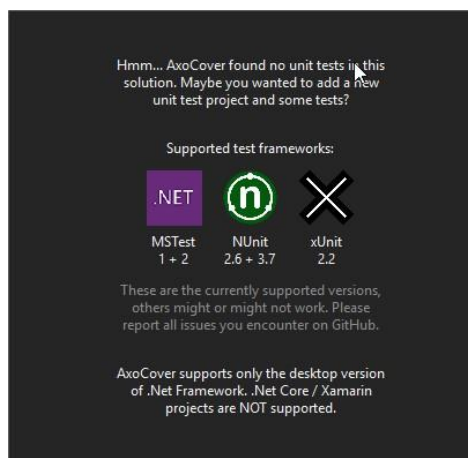 Hmm... AxoCover found no unit tests in this
solution. Maybe you wanted to add a new
unit test project and some tests?
Supported test frameworks:
.NET
n
MSTest
1 + 2
NUnit
2.6 + 3.7
xUnit
2.2
These are the currently supported versions,
others might or might not work. Please
report all issues you encounter on GitHub.
AxoCover supports only the desktop version
of .Net Framework. .Net Core / Xamarin
projects are NOT supported.